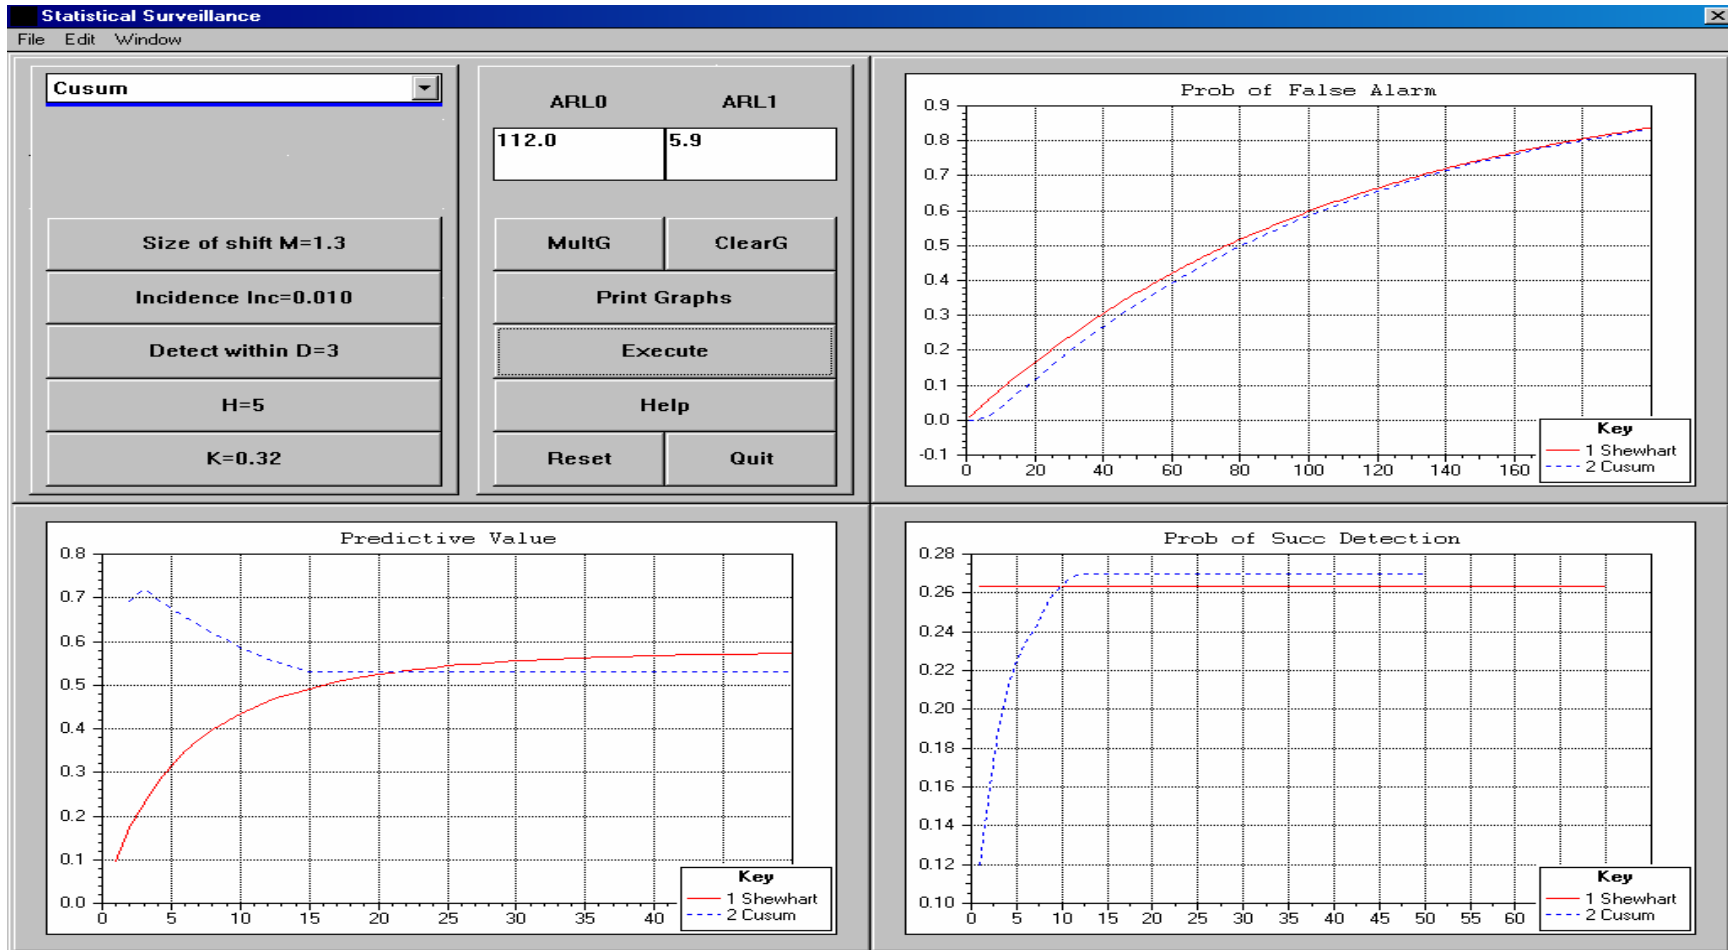 Statistical Surveillance
File Edit Window
Cusum
Size of shift M=1.3
Incidence Inc=0.010
Detect within D=3
H=5
K=0.32
ARL0 ARL1
112.0 5.9
MultG ClearG
Print Graphs
Execute
Help
Reset Quit
Prob of False Alarm
0.9
0.8
0.7
0.6
0.5
0.4
0.3
0.2
0.1
0.0
-0.1
0 20 40 60 80 100 120 140 160
Key
1 Shewhart
2 Cusum
Predictive Value
0.8
0.7
0.6
0.5
0.4
0.3
0.2
0.1
0.0
0 5 10 15 20 25 30 35 40
Key
1 Shewhart
2 Cusum
Prob of Succ Detection
0.28
0.26
0.24
0.22
0.20
0.18
0.16
0.14
0.12
0.10
0 5 10 15 20 25 30 35 40 45 50 55 60
Key
1 Shewhart
2 Cusum